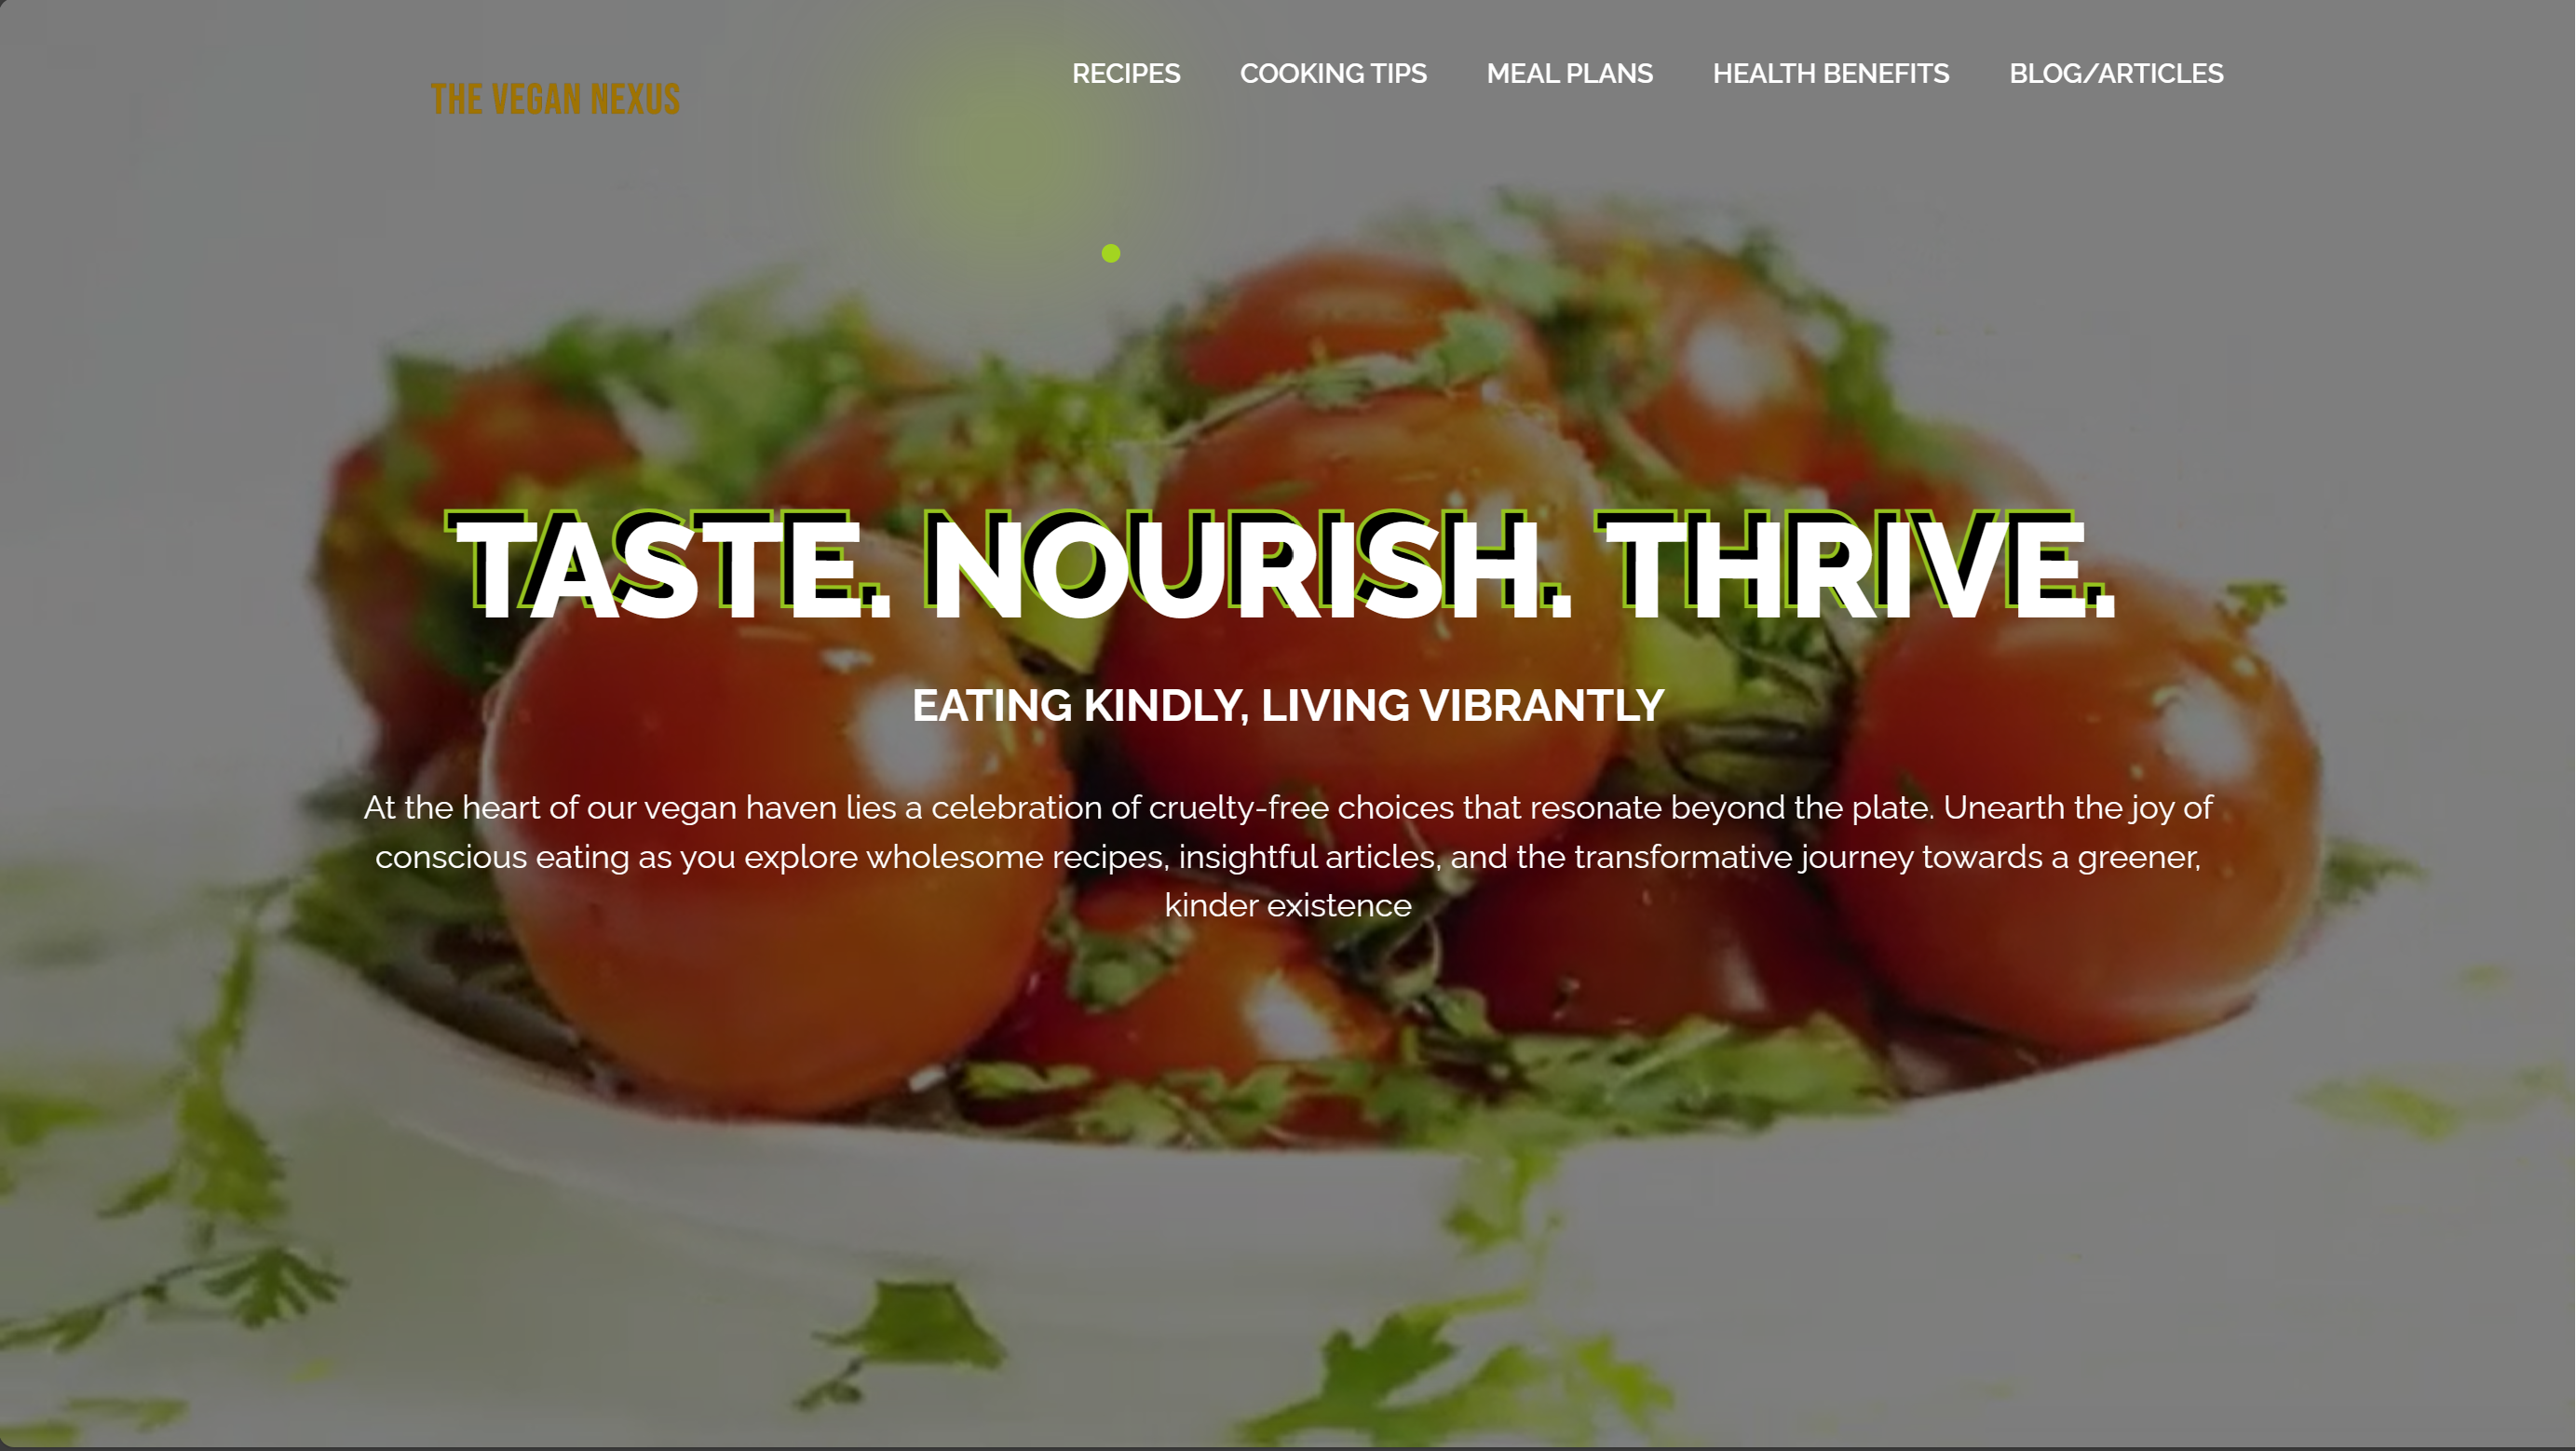 THE VEGAN NEXUS
RECIPES COOKING TIPS MEAL PLANS HEALTH BENEFITS BLOG/ARTICLES
TASTE. NOURISH. THRIVE.
EATING KINDLY, LIVING VIBRANTLY
At the heart of our vegan haven lies a celebration of cruelty-free choices that resonate beyond the plate. Unearth the joy of
conscious eating as you explore wholesome recipes, insightful articles, and the transformative journey towards a greener,
kinder existence